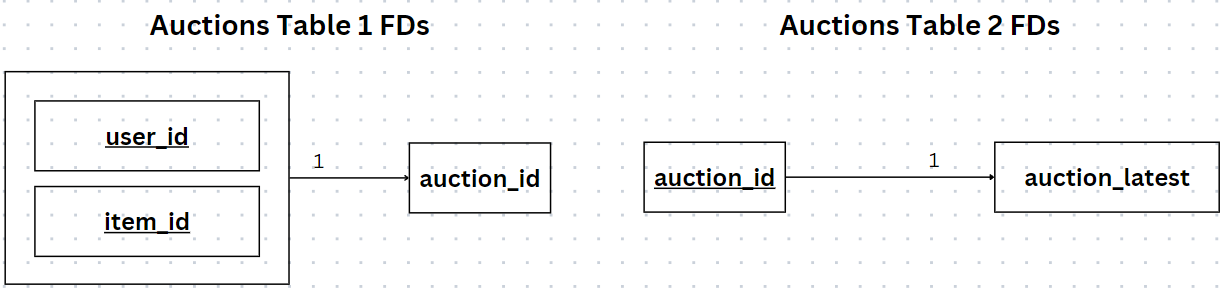 Auctions Table 1 FDs
user_id
item_id
1
auction_id
Auctions Table 2 FDs
auction_id
1
auction_latest